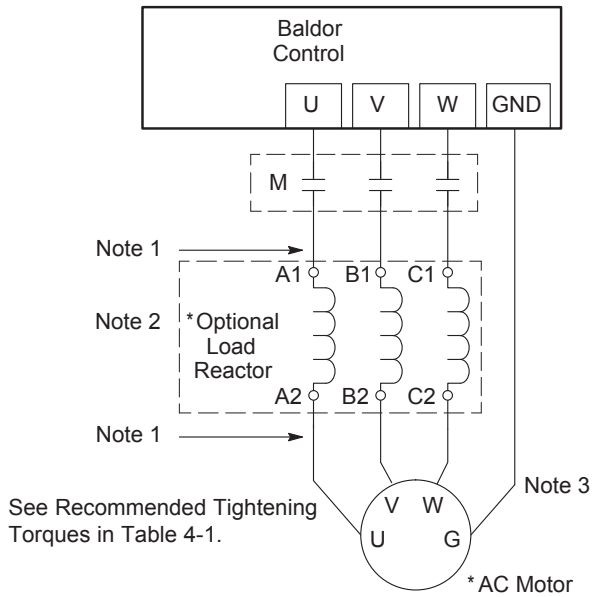 Baldor
Control
U V W GND
M
Note 1
A1 B1 C1
Note 2
*Optional
Load
Reactor
A2 B2 C2
Note 1
Note 3
See Recommended Tightening
Torques in Table 4-1.
V W
U G
*AC Motor